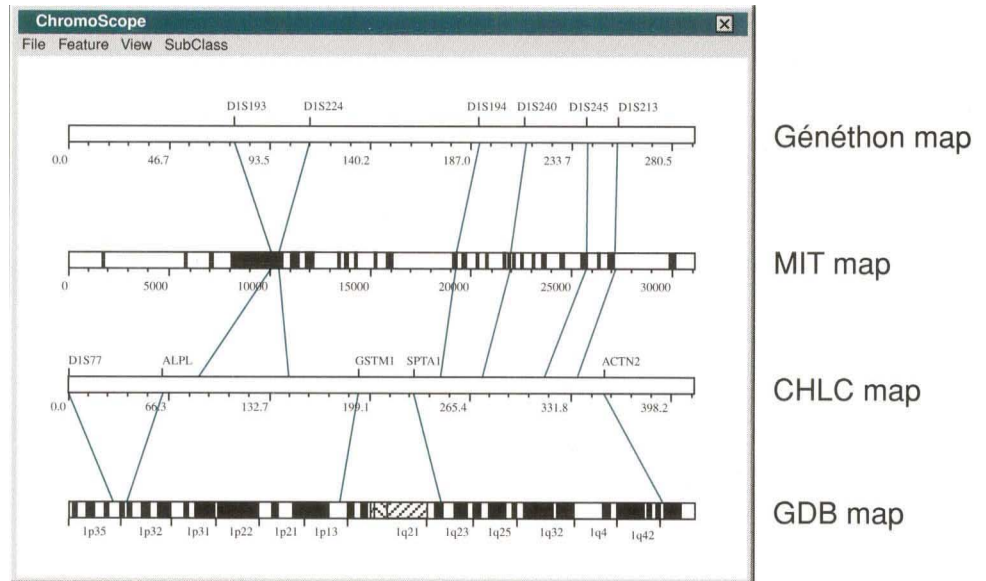 ChromoScope
File Feature View SubClass
D1S193 D1S224 D1S194 D1S240 D1S245 D1S213
Généthon map
0.0 46.7 93.5 140.2 187.0 233.7 280.5
MIT map
0 5000 10000 15000 20000 25000 30000
D1S77 ALPL GSTM1 SPTA1 ACTN2
CHLC map
0.0 66.3 132.7 199.1 265.4 331.8 398.2
GDB map
1p35 1p32 1p31 1p22 1p21 1p13 1q21 1q23 1q25 1q32 1q4 1q42